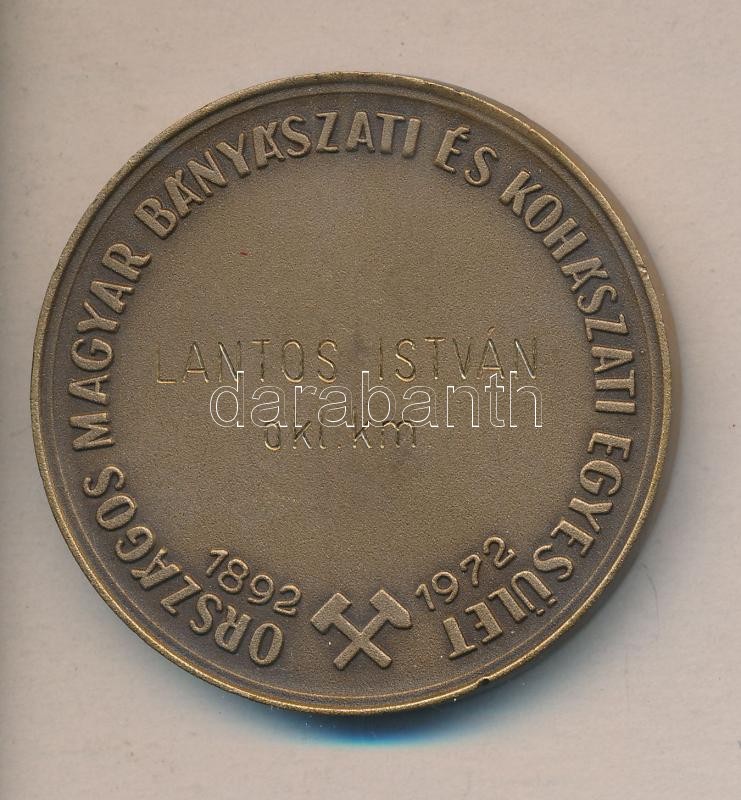 ORSZÁGOS MAGYAR BÁNYÁSZATI ÉS KOHÁSZATI EGYESÜLET
LANTOS ISTVÁN
okl.km.
darabanth
1892
1972